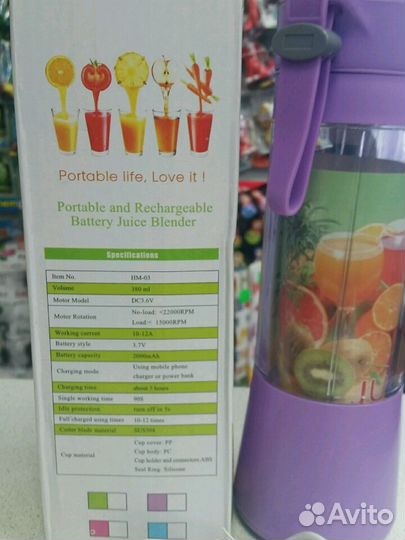 Portable life, Love it !
Portable and Rechargeable
Battery Juice Blender
Specifications
Item No. HM-03
Volume 380 ml
Motor Model DC3.6V
Motor Rotation No-load: <22000RPM
Load:= 15000RPM
Working current 10-12A
Battery style 3.7V
Battery capacity 2000mAh
Charging mode Using mobile phone
charger or power bank
Charging time about 3 hours
Single working time 90S
Idle protection turn off in 5s
Full charged using times 10-12 times
Cutter blade material SUS304
Cup material Cup cover: PP
Cup body: PC
Cup holder and connecters: ABS
Seal Ring. Silicone
Avito